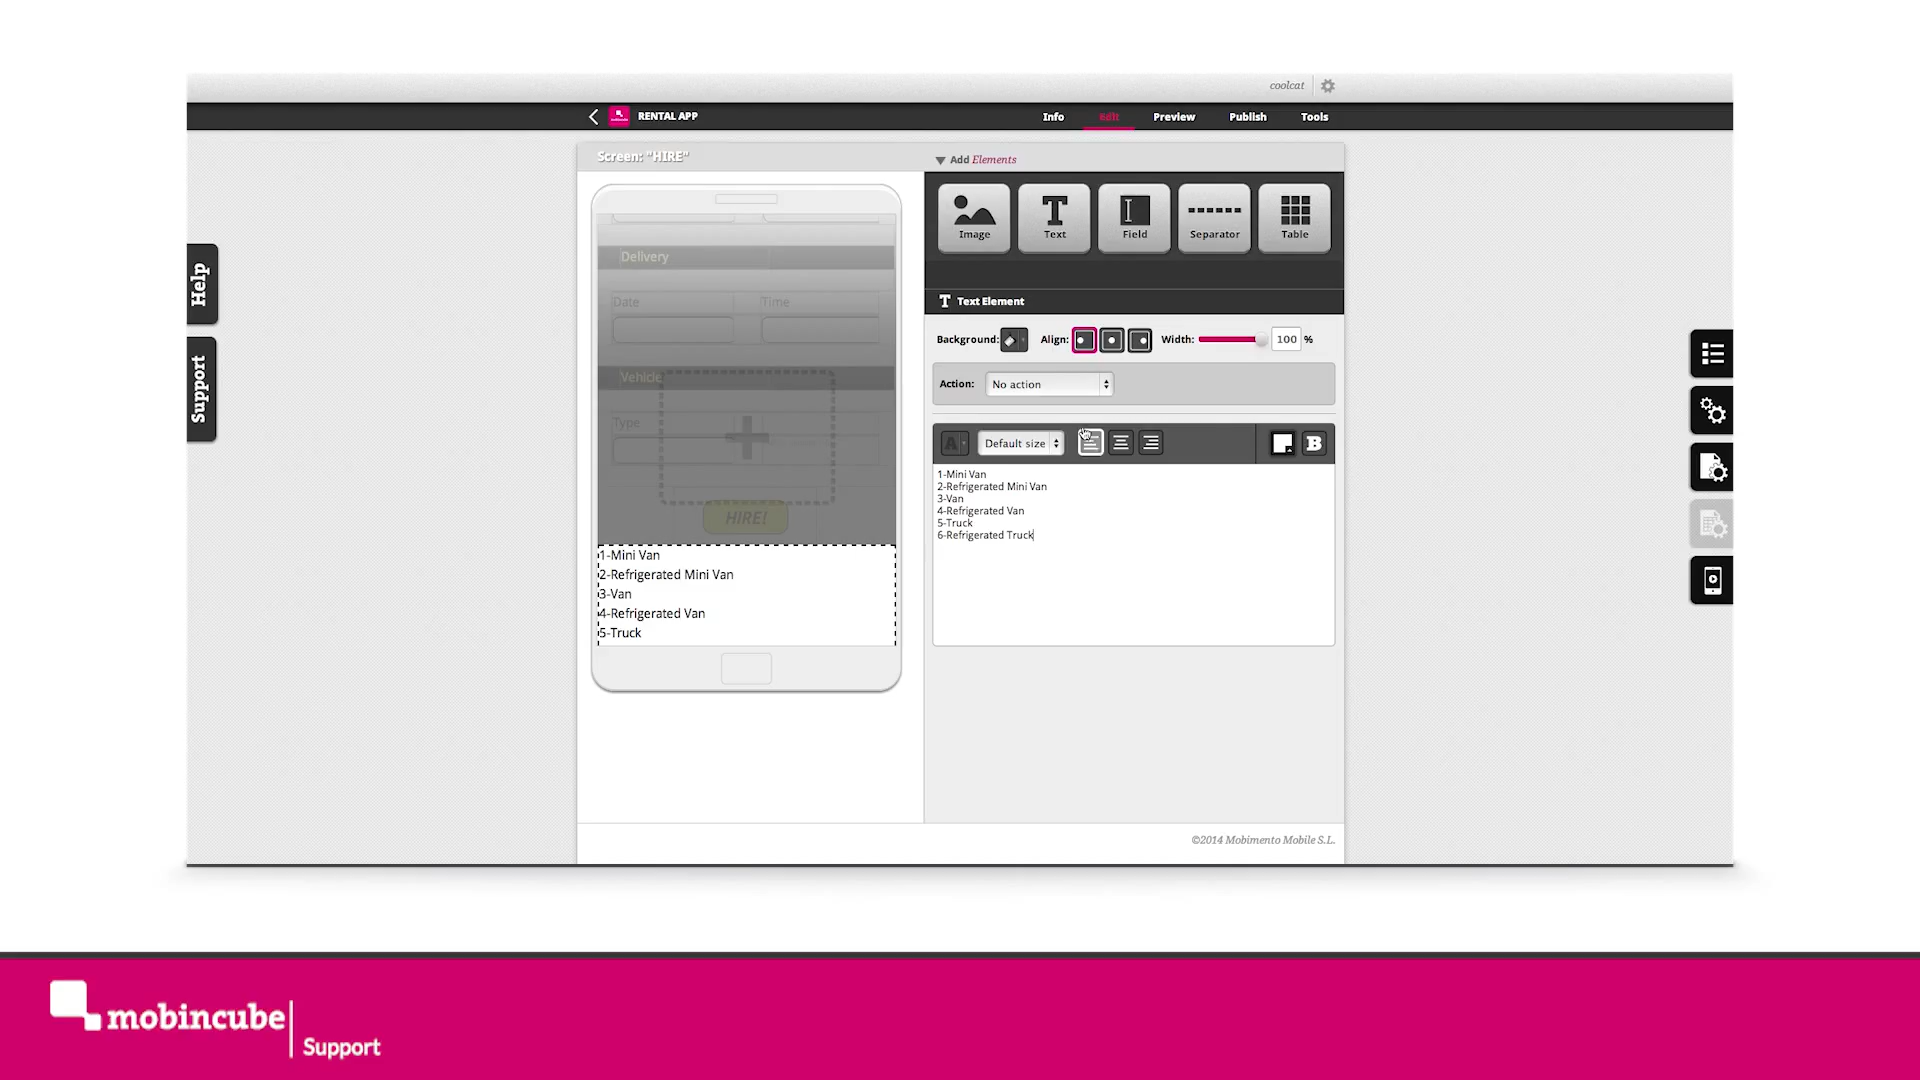 coolcat
RENTAL APP
Info
Edit
Preview
Publish
Tools
Screen: "HIRE"
Add Elements
Image
Text
Field
Separator
Table
Delivery
Date
Time
Vehicle
Type
HIRE!
1-Mini Van
2-Refrigerated Mini Van
3-Van
4-Refrigerated Van
5-Truck
Text Element
Background:
Align:
Width:
100 %
Action:
No action
A
Default size
B
1-Mini Van
2-Refrigerated Mini Van
3-Van
4-Refrigerated Van
5-Truck
6-Refrigerated Truck
Help
Support
©2014 Mobimento Mobile S.L.
mobincube
Support